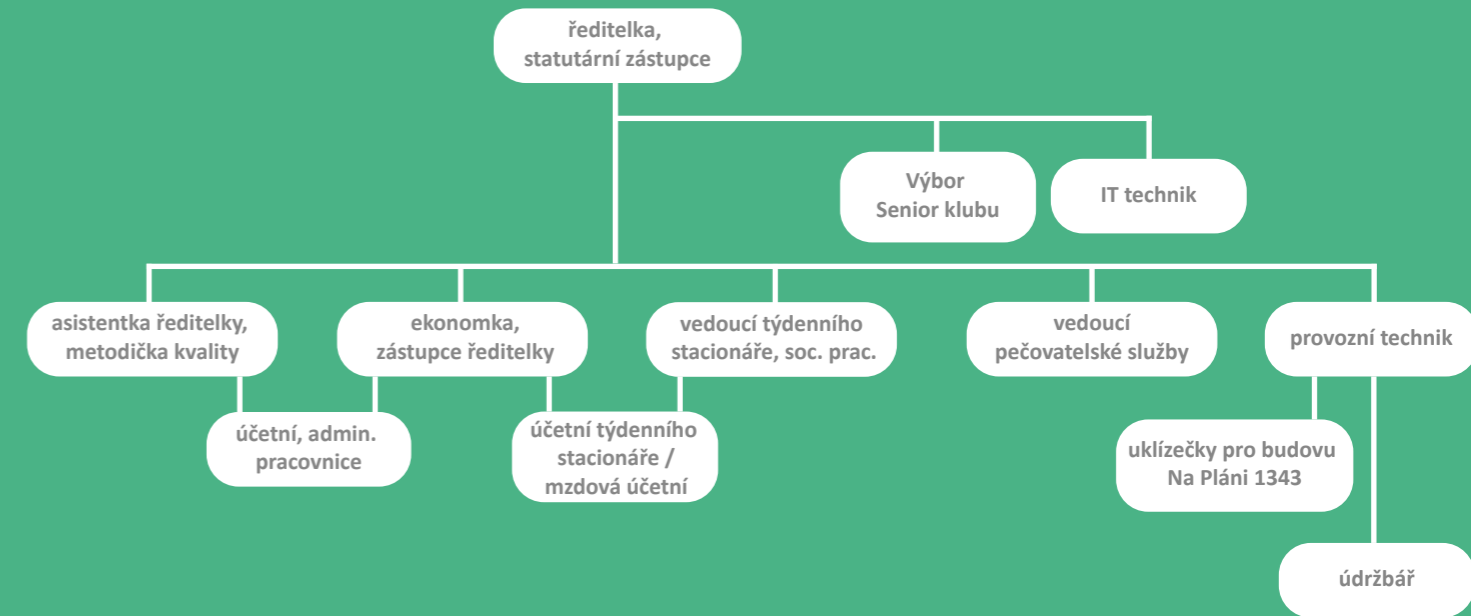 ředitelka,
statutární zástupce
Výbor
Senior klubu
IT technik
asistentka ředitelky,
metodička kvality
ekonomka,
zástupce ředitelky
vedoucí týdenního
stacionáře, soc. prac.
vedoucí
pečovatelské služby
provozní technik
účetní, admin.
pracovnice
účetní týdenního
stacionáře /
mzdová účetní
uklízečky pro budovu
Na Pláni 1343
údržbář